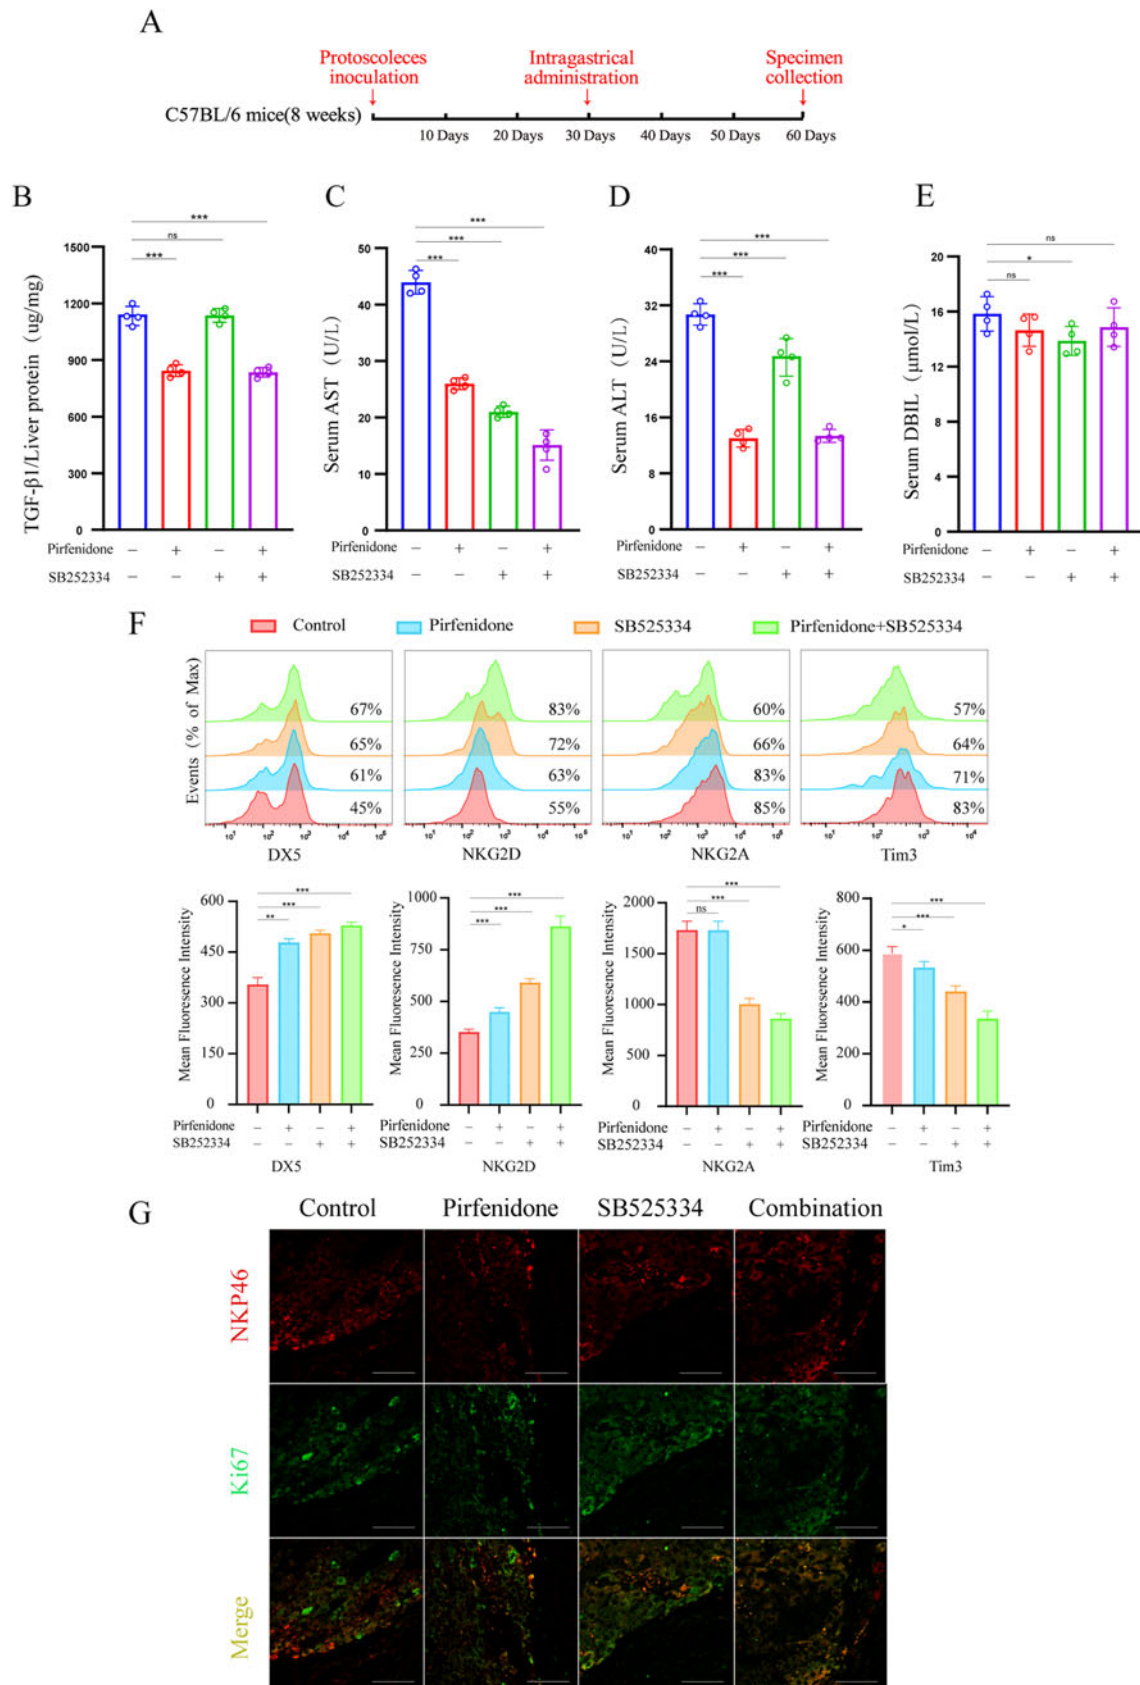 A
Protoscoleces inoculation
Intragastrical administration
Specimen collection
C57BL/6 mice(8 weeks)
10 Days 20 Days 30 Days 40 Days 50 Days 60 Days
B
TGF-β1/Liver protein (ug/mg)
1500
1200
900
600
300
0
***
ns
***
Pirfenidone − + − +
SB252334 − − + +
C
Serum AST (U/L)
50
40
30
20
10
0
***
***
***
Pirfenidone − + − +
SB252334 − − + +
D
Serum ALT (U/L)
40
32
24
16
8
0
***
***
***
Pirfenidone − + − +
SB252334 − − + +
E
Serum DBIL (μmol/L)
20
16
12
8
4
0
ns
*
ns
Pirfenidone − + − +
SB252334 − − + +
F
Control Pirfenidone SB525334 Pirfenidone+SB525334
Events (% of Max)
67% 83% 60% 57%
65% 72% 66% 64%
61% 63% 83% 71%
45% 55% 85% 83%
DX5 NKG2D NKG2A Tim3
Mean Fluoresence Intensity
600
450
300
150
0
***
***
**
Pirfenidone − + − +
SB252334 − − + +
DX5
Mean Fluoresence Intensity
1000
750
500
250
0
***
***
***
Pirfenidone − + − +
SB252334 − − + +
NKG2D
Mean Fluoresence Intensity
2000
1500
1000
500
0
***
***
ns
Pirfenidone − + − +
SB252334 − − + +
NKG2A
Mean Fluoresence Intensity
800
600
400
200
0
***
***
*
Pirfenidone − + − +
SB252334 − − + +
Tim3
G
Control Pirfenidone SB525334 Combination
NKP46
Ki67
Merge